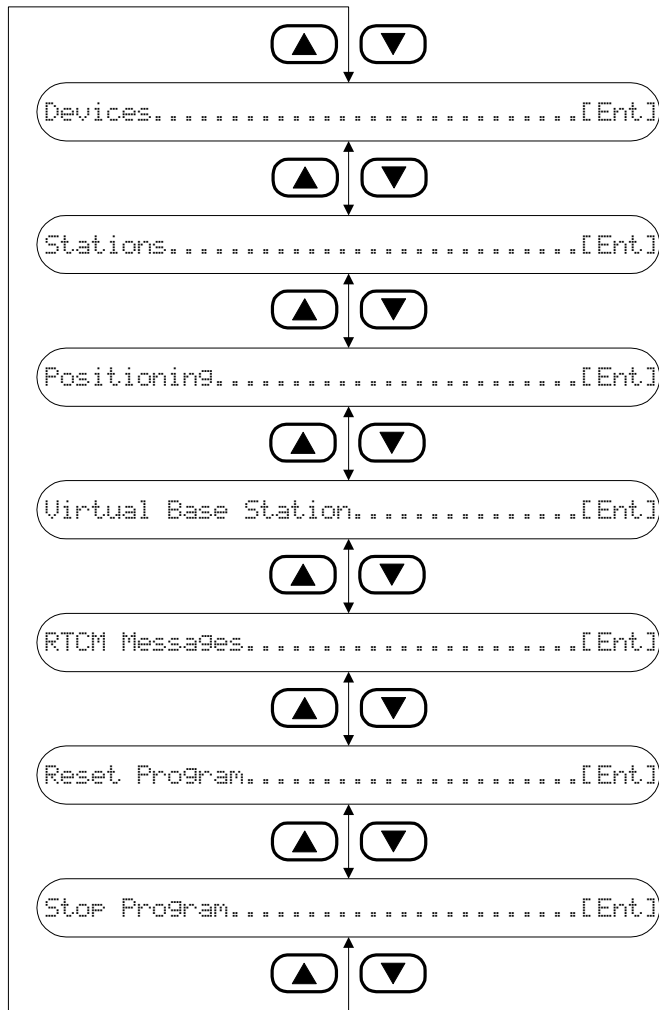 Devices............................[Ent]
Stations...........................[Ent]
Positioning........................[Ent]
Virtual Base Station...............[Ent]
RTCM Messages......................[Ent]
Reset Program......................[Ent]
Stop Program.......................[Ent]